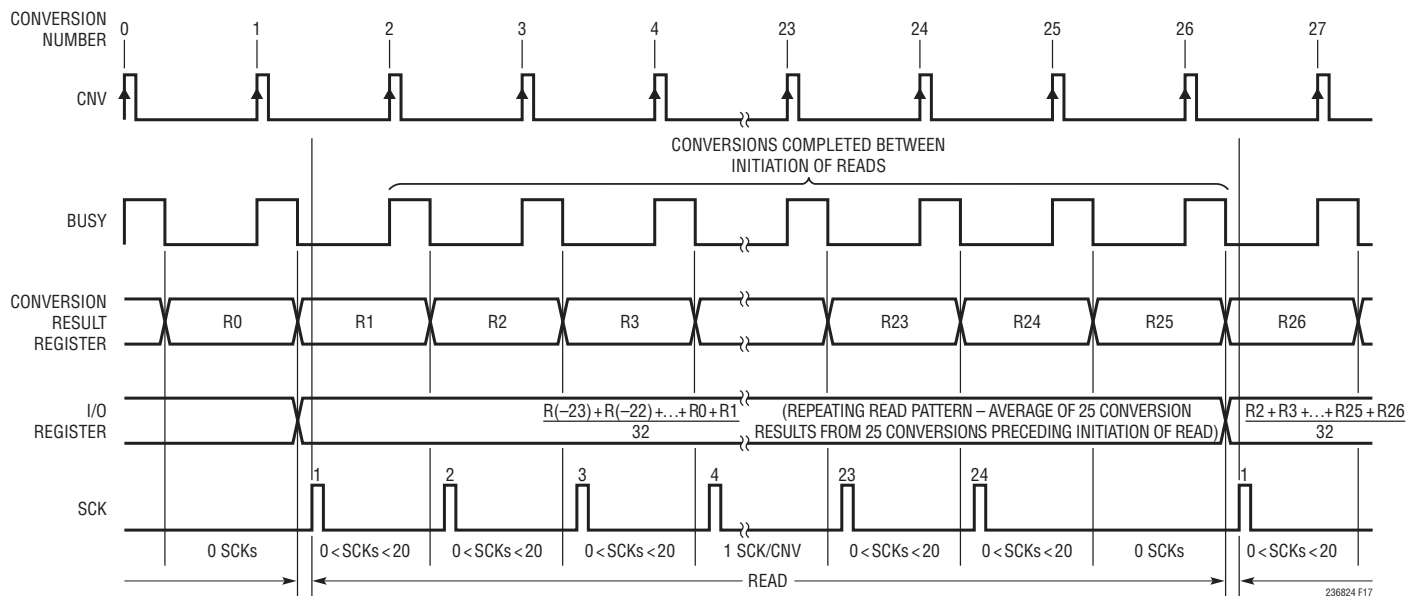 CONVERSION
NUMBER
0 1 2 3 4 23 24 25 26 27
CNV
CONVERSIONS COMPLETED BETWEEN
INITIATION OF READS
BUSY
CONVERSION
RESULT
REGISTER
R0 R1 R2 R3 R23 R24 R25 R26
I/O
REGISTER
R(–23) + R(–22) +…+ R0 + R1
32
(REPEATING READ PATTERN – AVERAGE OF 25 CONVERSION
RESULTS FROM 25 CONVERSIONS PRECEDING INITIATION OF READ)
R2 + R3 +…+ R25 + R26
32
SCK
1 2 3 4 23 24 1
0 SCKs 0 < SCKs < 20 0 < SCKs < 20 0 < SCKs < 20 1 SCK/CNV 0 < SCKs < 20 0 < SCKs < 20 0 SCKs 0 < SCKs < 20
READ
236824 F17